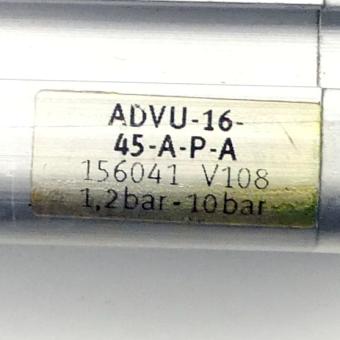 ADVU-16-
45-A-P-A
156041 V108
1,2bar-10bar